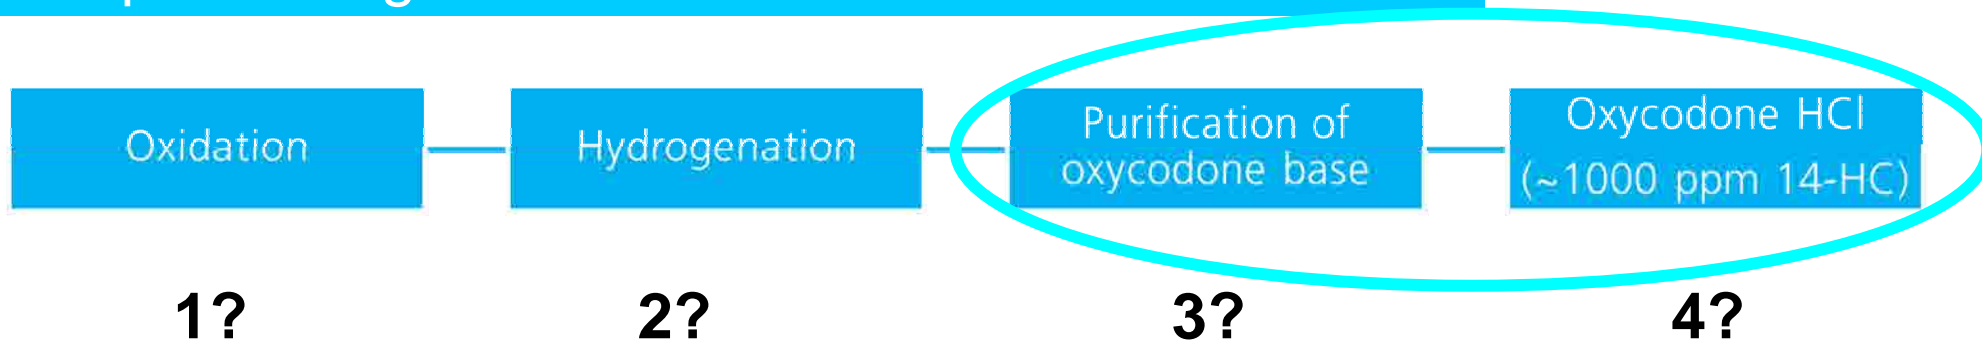 Oxidation
Hydrogenation
Purification of
oxycodone base
Oxycodone HCl
(~1000 ppm 14-HC)
1?
2?
3?
4?